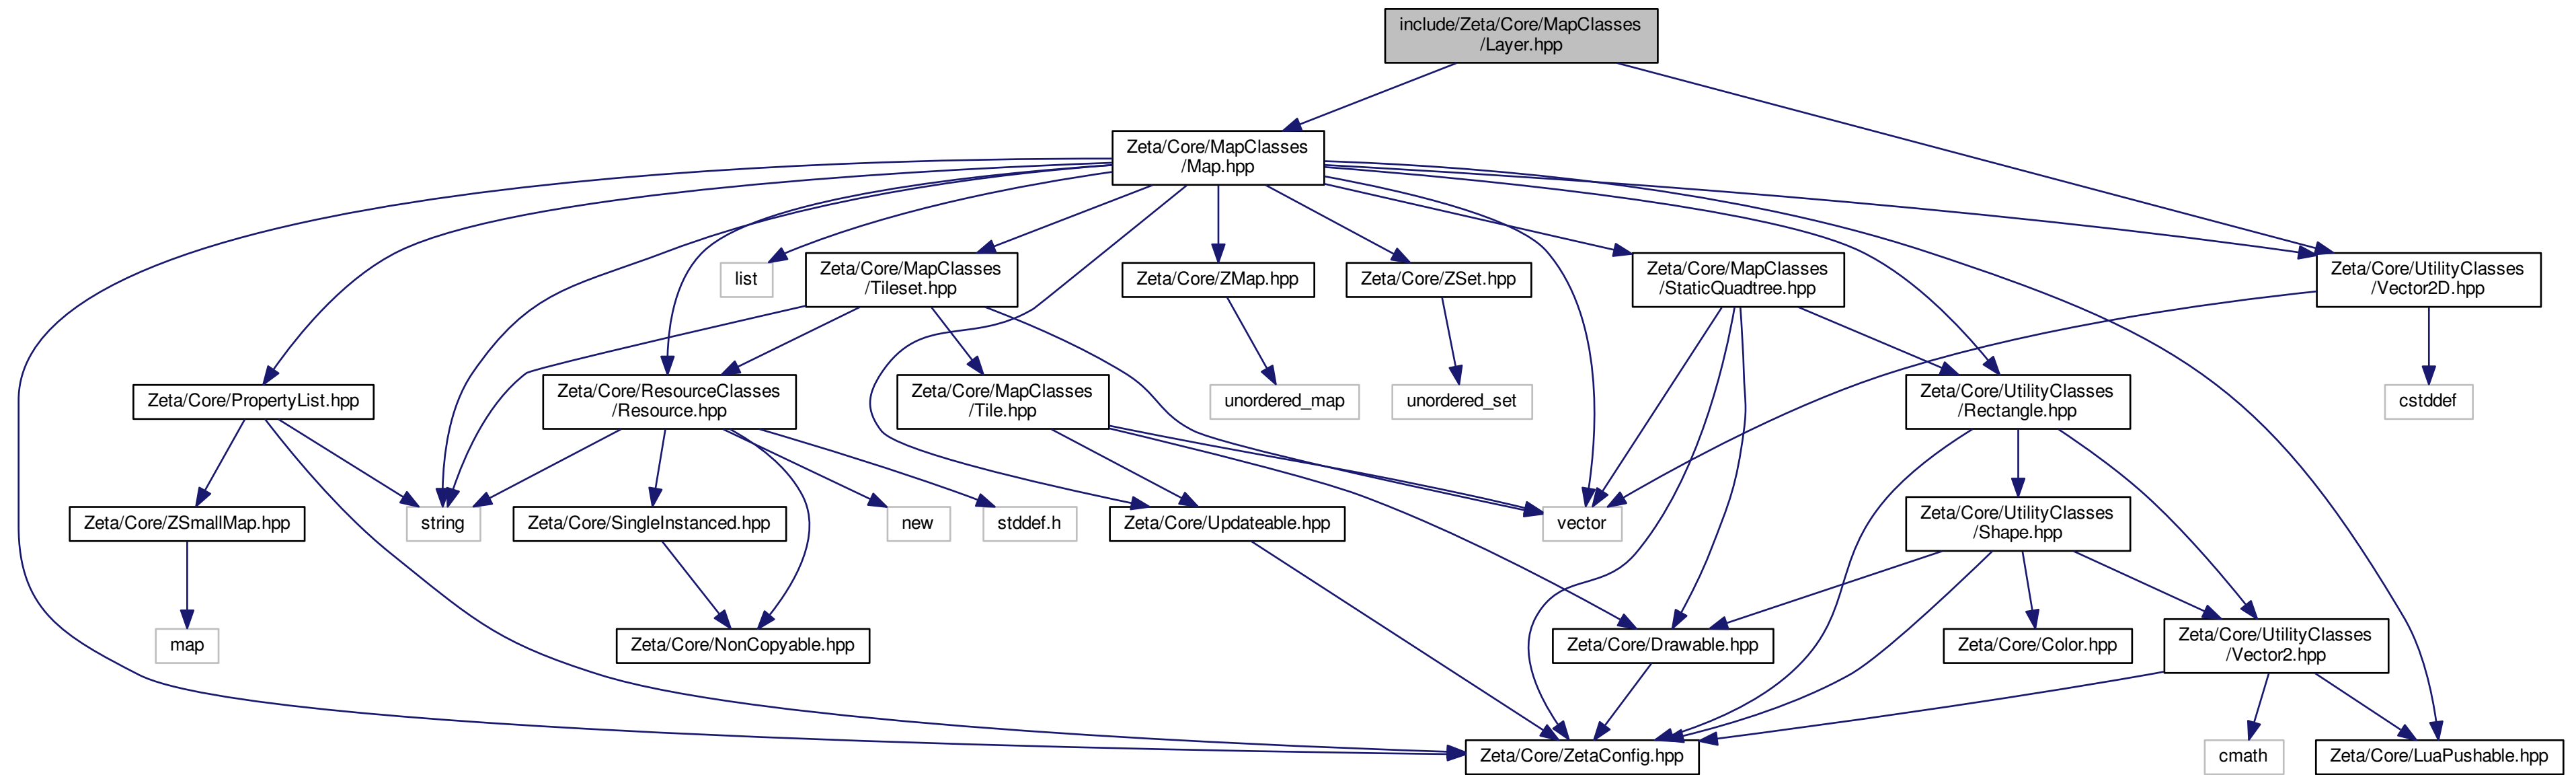 include/Zeta/Core/MapClasses
/Layer.hpp
Zeta/Core/MapClasses
/Map.hpp
list
Zeta/Core/MapClasses
/Tileset.hpp
Zeta/Core/ZMap.hpp
Zeta/Core/ZSet.hpp
Zeta/Core/MapClasses
/StaticQuadtree.hpp
Zeta/Core/UtilityClasses
/Vector2D.hpp
Zeta/Core/PropertyList.hpp
Zeta/Core/ResourceClasses
/Resource.hpp
Zeta/Core/MapClasses
/Tile.hpp
unordered_map
unordered_set
Zeta/Core/UtilityClasses
/Rectangle.hpp
cstddef
Zeta/Core/ZSmallMap.hpp
string
Zeta/Core/SingleInstanced.hpp
new
stddef.h
Zeta/Core/Updateable.hpp
vector
Zeta/Core/UtilityClasses
/Shape.hpp
map
Zeta/Core/NonCopyable.hpp
Zeta/Core/Drawable.hpp
Zeta/Core/Color.hpp
Zeta/Core/UtilityClasses
/Vector2.hpp
Zeta/Core/ZetaConfig.hpp
cmath
Zeta/Core/LuaPushable.hpp